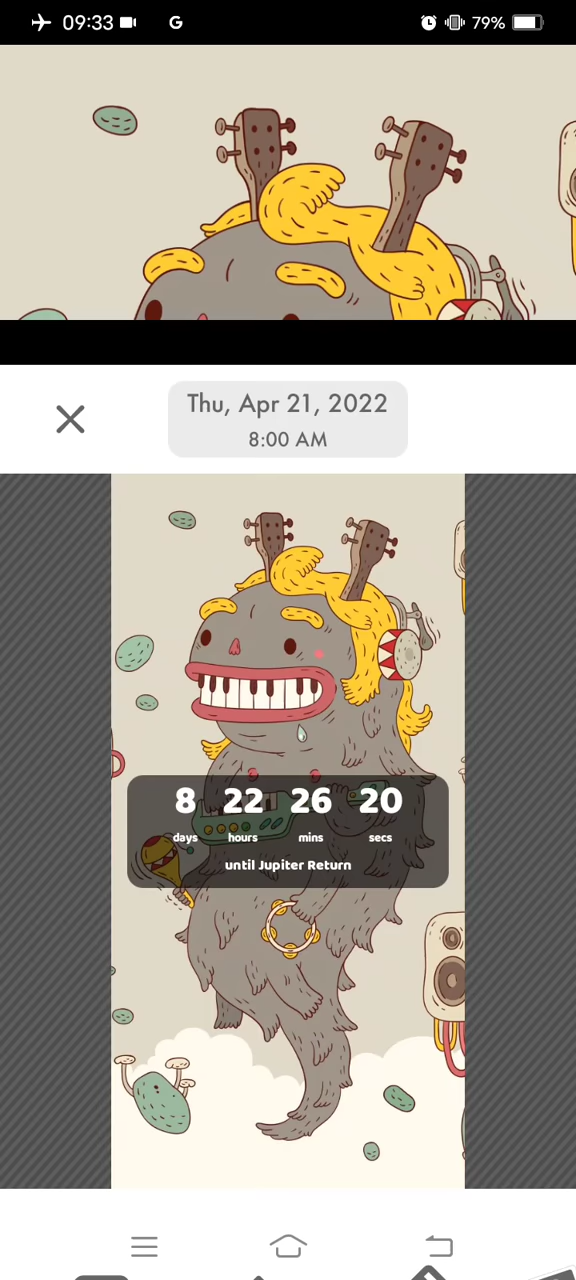 09:33
G
79%
Thu, Apr 21, 2022
8:00 AM
8 22 26 20
days hours mins secs
until Jupiter Return